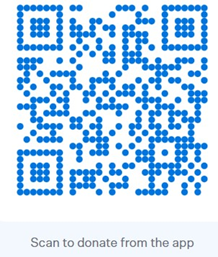 Scan to donate from the app